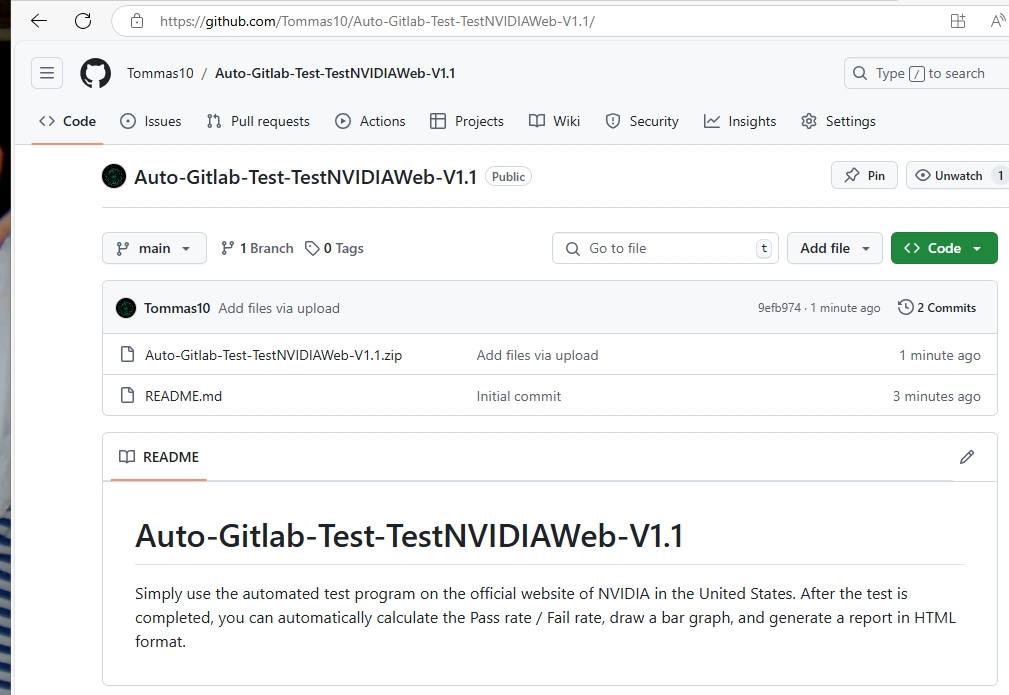 https://github.com/Tommas10/Auto-Gitlab-Test-TestNVIDIAWeb-V1.1/
Tommas10 / Auto-Gitlab-Test-TestNVIDIAWeb-V1.1
Type / to search
Code Issues Pull requests Actions Projects Wiki Security Insights Settings
Auto-Gitlab-Test-TestNVIDIAWeb-V1.1 Public
Pin Unwatch 1
main 1 Branch 0 Tags Go to file t Add file Code
Tommas10 Add files via upload 9efb974 · 1 minute ago 2 Commits
Auto-Gitlab-Test-TestNVIDIAWeb-V1.1.zip Add files via upload 1 minute ago
README.md Initial commit 3 minutes ago
README
Auto-Gitlab-Test-TestNVIDIAWeb-V1.1
Simply use the automated test program on the official website of NVIDIA in the United States. After the test is
completed, you can automatically calculate the Pass rate / Fail rate, draw a bar graph, and generate a report in HTML
format.